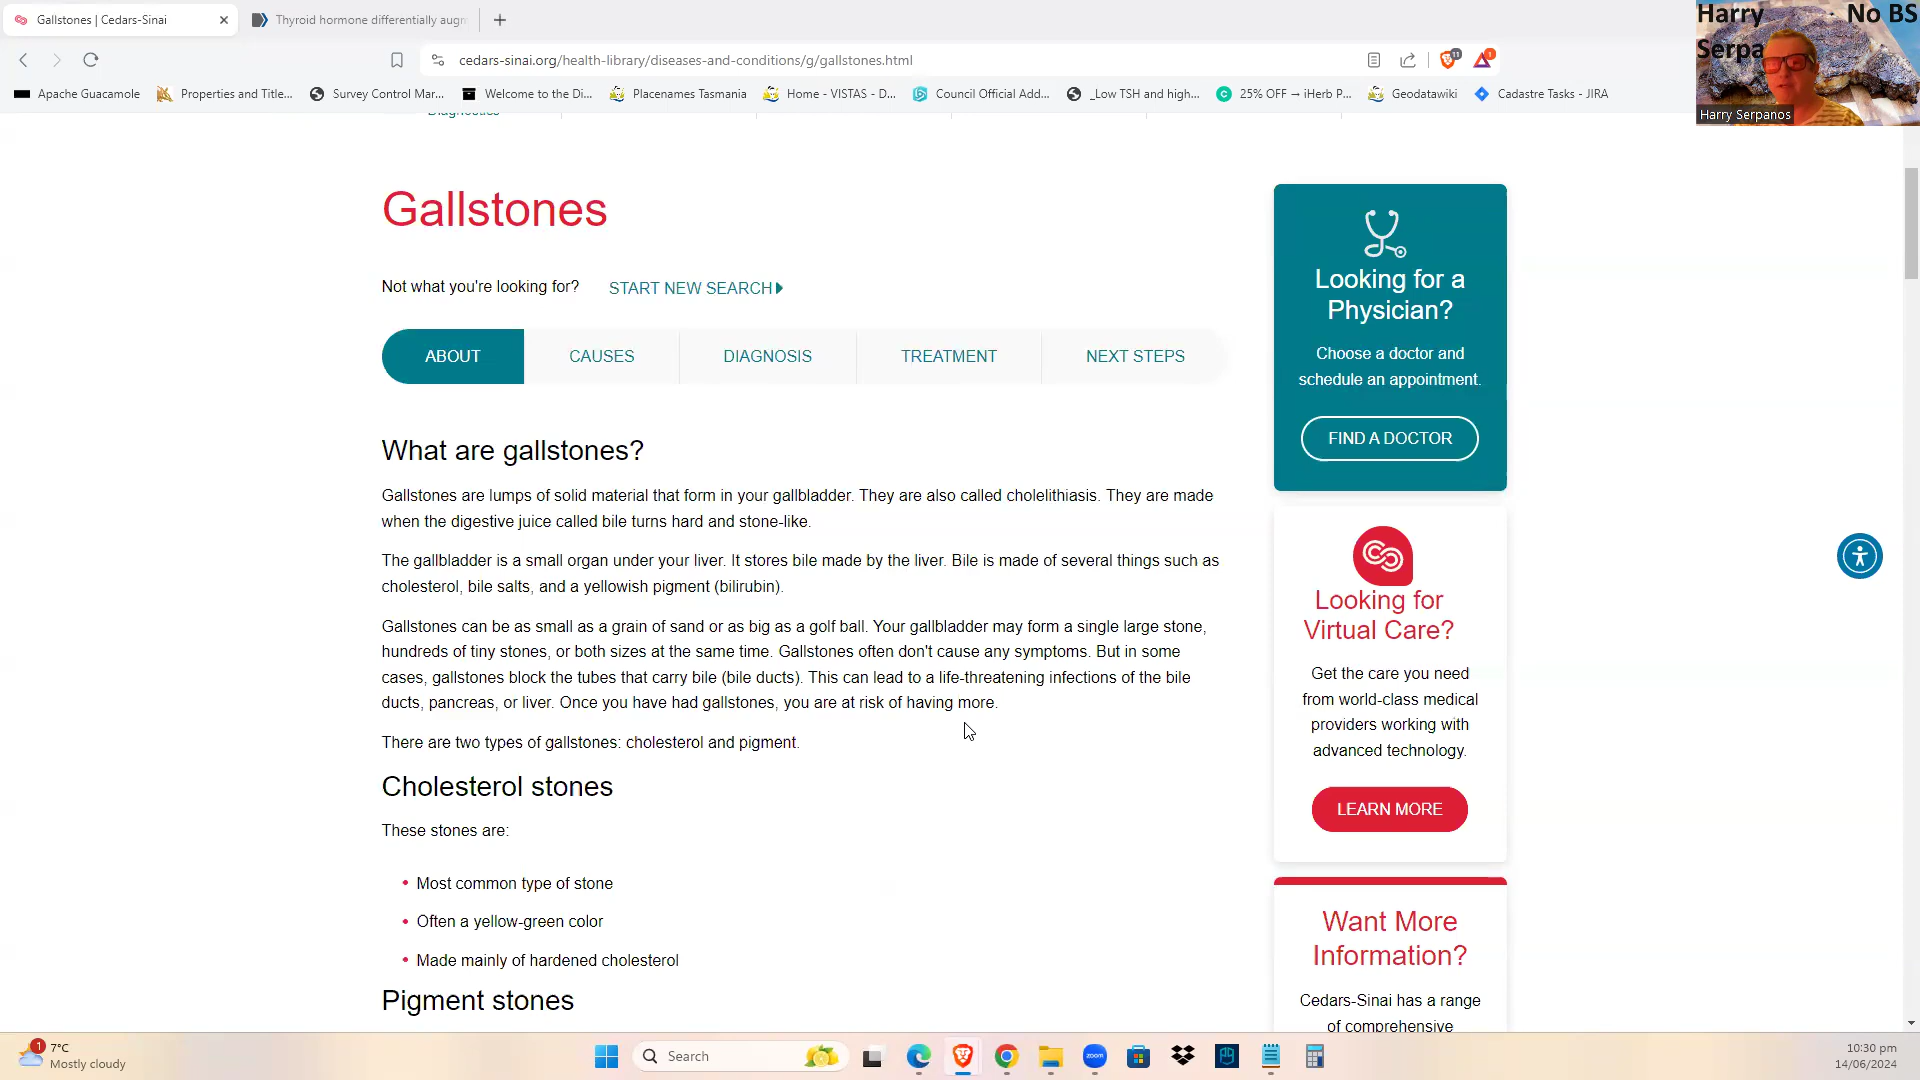 Gallstones | Cedars-Sinai
Thyroid hormone differentially augm
cedars-sinai.org/health-library/diseases-and-conditions/g/gallstones.html
11
1
Apache Guacamole
Properties and Title...
Survey Control Mar...
Welcome to the Di...
Placenames Tasmania
Home - VISTAS - D...
Council Official Add...
_Low TSH and high...
25% OFF → iHerb P...
Geodatawiki
Cadastre Tasks - JIRA
Harry
Serpa
No BS
Harry Serpanos
Diagnostics
Gallstones
Not what you're looking for?
START NEW SEARCH
ABOUT
CAUSES
DIAGNOSIS
TREATMENT
NEXT STEPS
What are gallstones?
Gallstones are lumps of solid material that form in your gallbladder. They are also called cholelithiasis. They are made
when the digestive juice called bile turns hard and stone-like.
The gallbladder is a small organ under your liver. It stores bile made by the liver. Bile is made of several things such as
cholesterol, bile salts, and a yellowish pigment (bilirubin).
Gallstones can be as small as a grain of sand or as big as a golf ball. Your gallbladder may form a single large stone,
hundreds of tiny stones, or both sizes at the same time. Gallstones often don't cause any symptoms. But in some
cases, gallstones block the tubes that carry bile (bile ducts). This can lead to a life-threatening infections of the bile
ducts, pancreas, or liver. Once you have had gallstones, you are at risk of having more.
There are two types of gallstones: cholesterol and pigment.
Cholesterol stones
These stones are:
Most common type of stone
Often a yellow-green color
Made mainly of hardened cholesterol
Pigment stones
Looking for a
Physician?
Choose a doctor and
schedule an appointment.
FIND A DOCTOR
Looking for
Virtual Care?
Get the care you need
from world-class medical
providers working with
advanced technology.
LEARN MORE
Want More
Information?
Cedars-Sinai has a range
of comprehensive
1
7°C
Mostly cloudy
Search
zoom
10:30 pm
14/06/2024